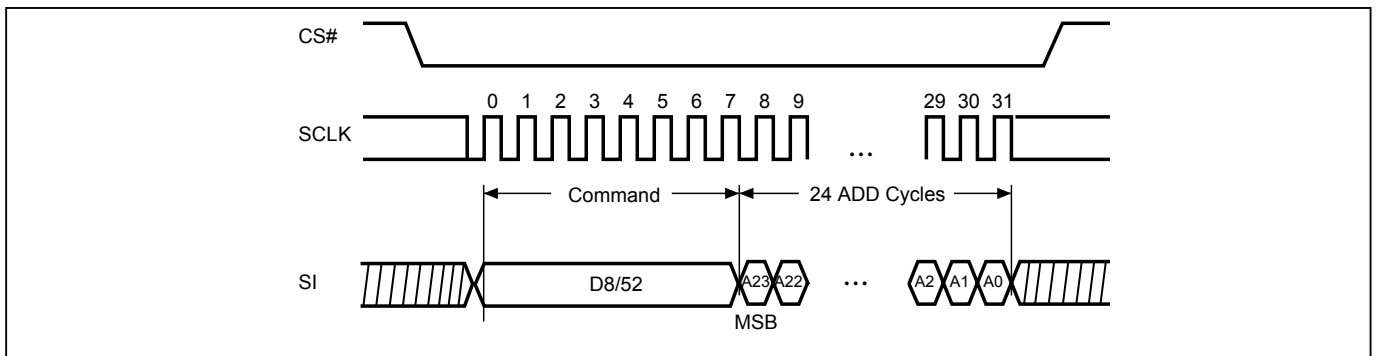 CS#
0 1 2 3 4 5 6 7 8 9 29 30 31
SCLK
...
Command 24 ADD Cycles
SI D8/52 A23 A22 ... A2 A1 A0
MSB